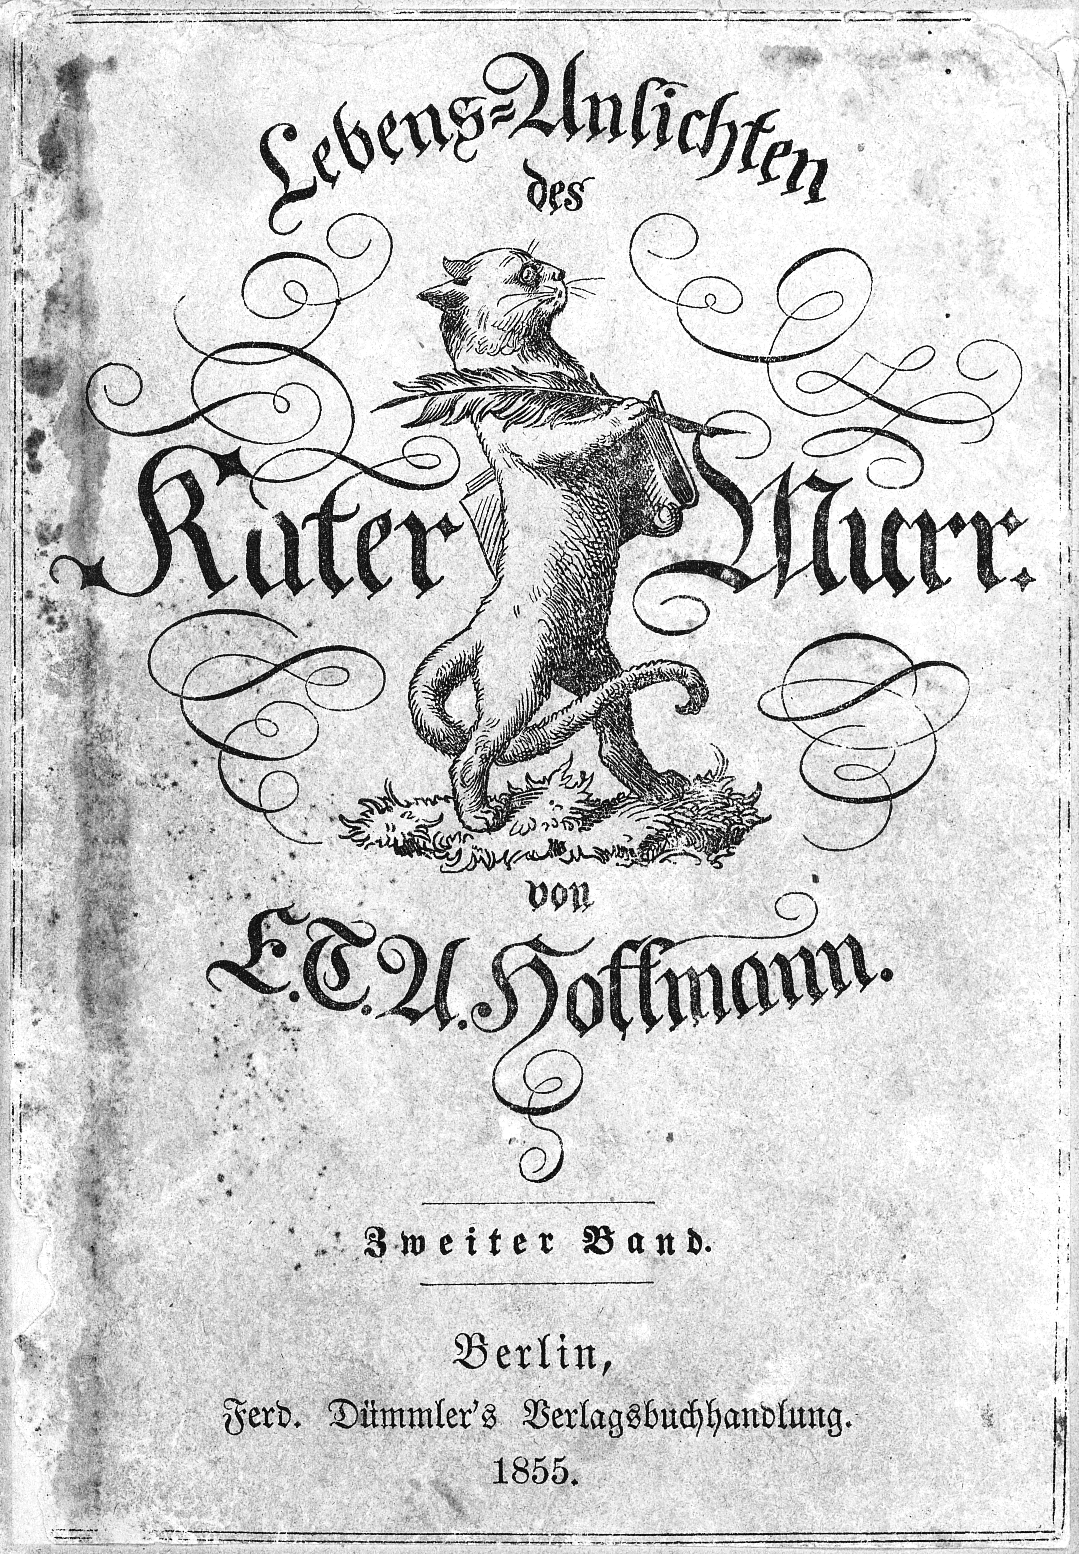 Lebens-Ansichten
des
Kater Murr.
von
E.T.A. Hoffmann.
Zweiter Band.
Berlin,
Ferd. Dümmler's Verlagsbuchhandlung.
1855.